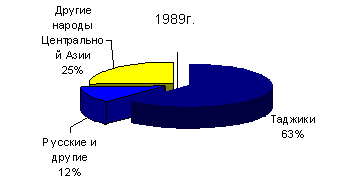 1989г.
Другие
народы
Центрально
й Азии
25%
Таджики
63%
Русские и
другие
12%